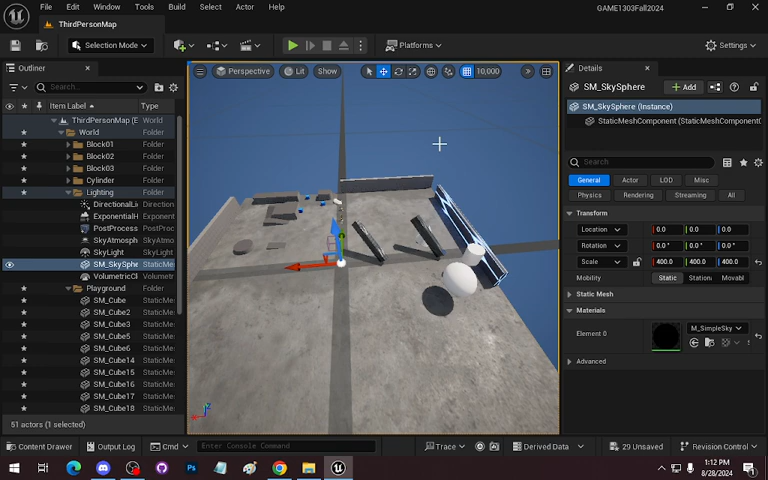 File Edit Window Tools Build Select Actor Help
GAME1303Fall2024
ThirdPersonMap
Selection Mode
Platforms
Settings
Outliner
Search...
Item Label
Type
ThirdPersonMap (E
World
World
Folder
Block01
Folder
Block02
Folder
Block03
Folder
Cylinder
Folder
Lighting
Folder
DirectionalLi
Direction
ExponentialH
Exponent
PostProcess
PostProc
SkyAtmosph
SkyAtmo
SkyLight
SkyLight
SM_SkySphe
StaticMe
VolumetricCl
Volumetr
Playground
Folder
SM_Cube
StaticMe
SM_Cube2
StaticMe
SM_Cube3
StaticMe
SM_Cube5
StaticMe
SM_Cube6
StaticMe
SM_Cube14
StaticMe
SM_Cube15
StaticMe
SM_Cube16
StaticMe
SM_Cube17
StaticMe
SM_Cube18
StaticMe
51 actors (1 selected)
Perspective
Lit
Show
10,000
Details
SM_SkySphere
Add
SM_SkySphere (Instance)
StaticMeshComponent (StaticMeshComponent0
Search
General
Actor
LOD
Misc
Physics
Rendering
Streaming
All
Transform
Location
0.0 0.0 0.0
Rotation
0.0 ° 0.0 ° 0.0 °
Scale
400.0 400.0 400.0
Mobility
Static
Station
Movabl
Static Mesh
Materials
Element 0
M_SimpleSky
Advanced
Content Drawer
Output Log
Cmd
Enter Console Command
Trace
Derived Data
29 Unsaved
Revision Control
1:12 PM
8/28/2024